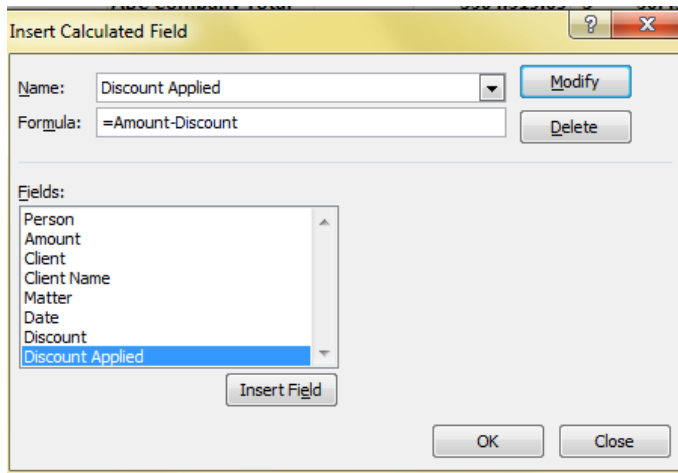 Insert Calculated Field
Name: Discount Applied Modify
Formula: =Amount-Discount Delete
Fields:
Person
Amount
Client
Client Name
Matter
Date
Discount
Discount Applied
Insert Field
OK Close